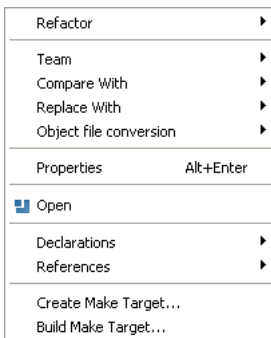 Refactor
Team
Compare With
Replace With
Object file conversion
Properties Alt+Enter
Open
Declarations
References
Create Make Target...
Build Make Target...